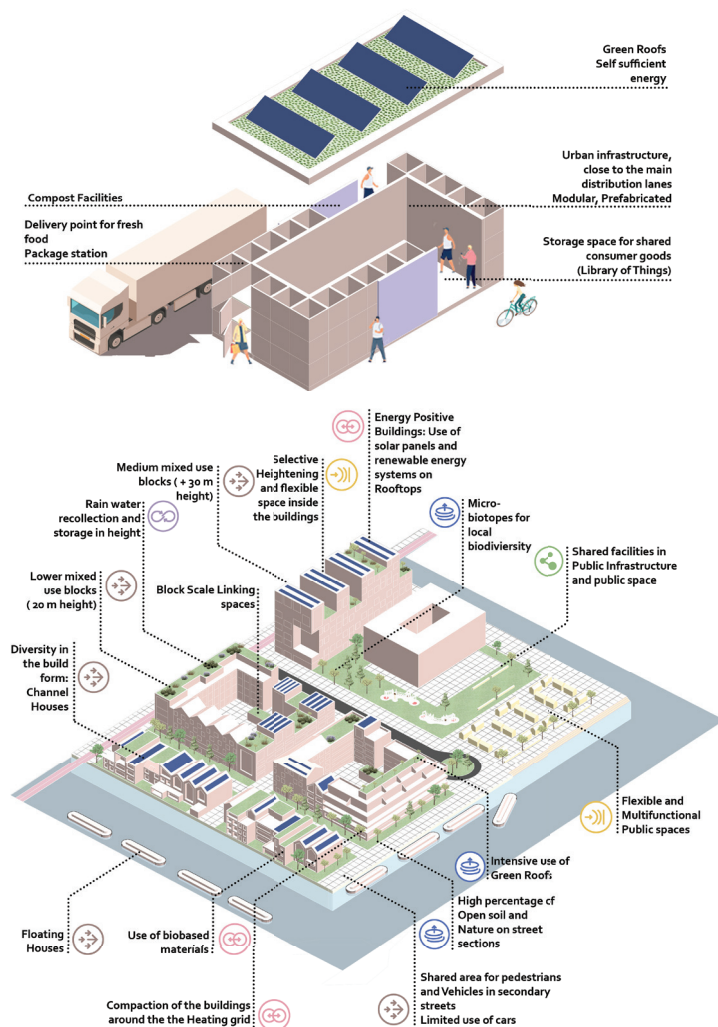 Green Roofs
Self sufficient
energy
Urban infrastructure,
close to the main
distribution lanes
Modular, Prefabricated
Compost Facilities
Delivery point for fresh
food
Package station
Storage space for shared
consumer goods
(Library of Things)
Energy Positive
Buildings: Use of
solar panels and
renewable energy
systems on
Rooftops
Selective
Heightening
and flexible
space inside
the buildings
Medium mixed use
blocks ( + 30 m
height)
Rain water
recollection and
storage in height
Micro-
biotopes for
local
biodiviersity
Shared facilities in
Public Infrastructure
and public space
Lower mixed
use blocks
( 20 m height)
Block Scale Linking
spaces
Diversity in
the build
form:
Channel
Houses
Flexible and
Multifunctional
Public spaces
Intensive use of
Green Roofs
High percentage of
Open soil and
Nature on street
sections
Floating
Houses
Use of biobased
materials
Shared area for pedestrians
and Vehicles in secondary
streets
Limited use of cars
Compaction of the buildings
around the the Heating grid